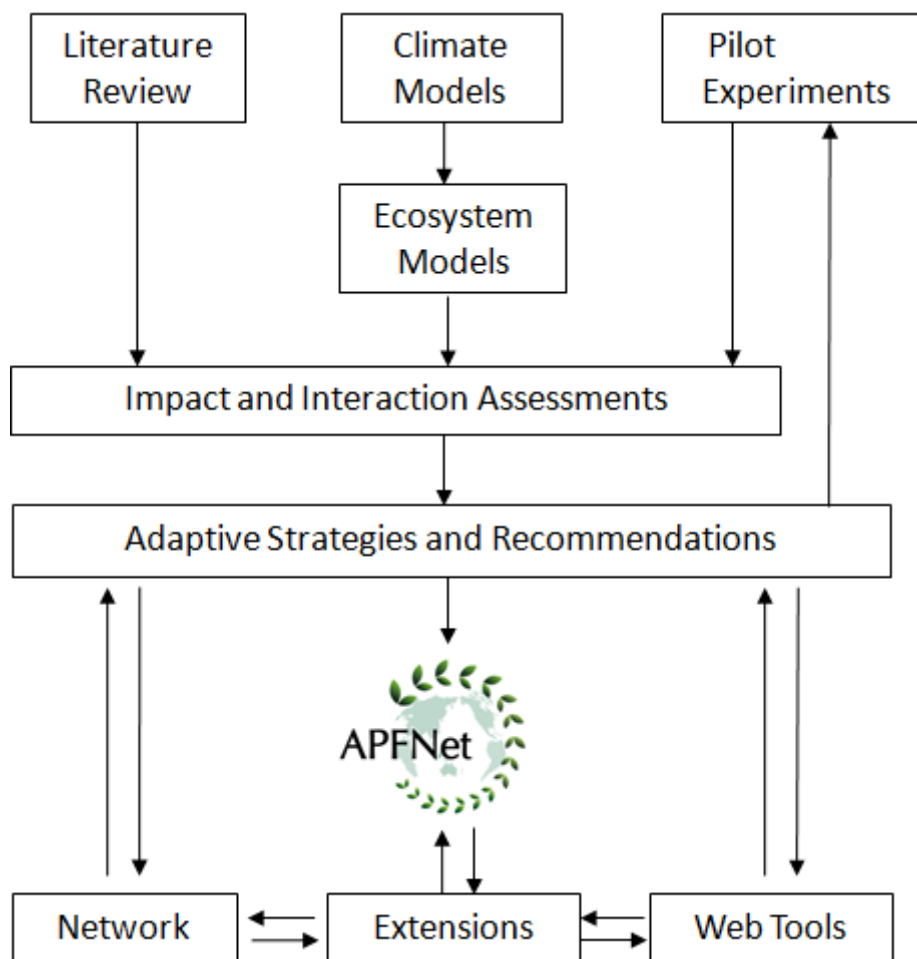 Literature
Review
Climate
Models
Pilot
Experiments
Ecosystem
Models
Impact and Interaction Assessments
Adaptive Strategies and Recommendations
APFNet
Network
Extensions
Web Tools